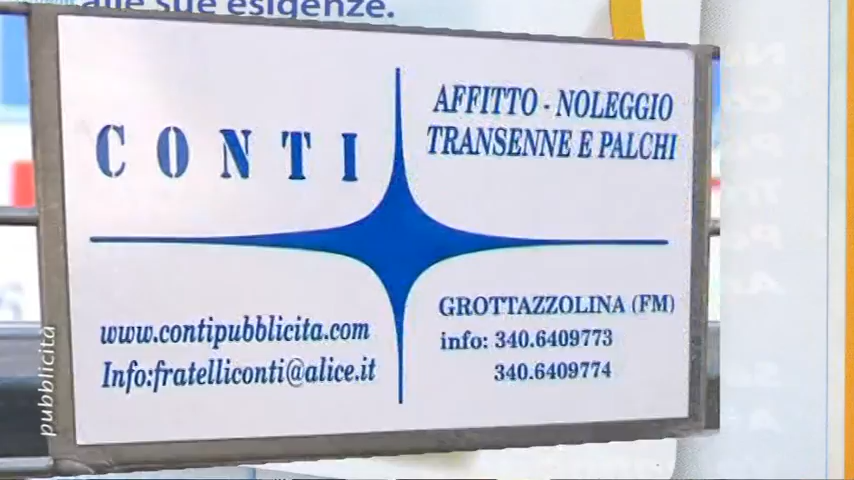 alle sue esigenze.
CONTI
AFFITTO - NOLEGGIO
TRANSENNE E PALCHI
www.contipubblicita.com
Info:fratelliconti@alice.it
GROTTAZZOLINA (FM)
info: 340.6409773
340.6409774
pubblicità